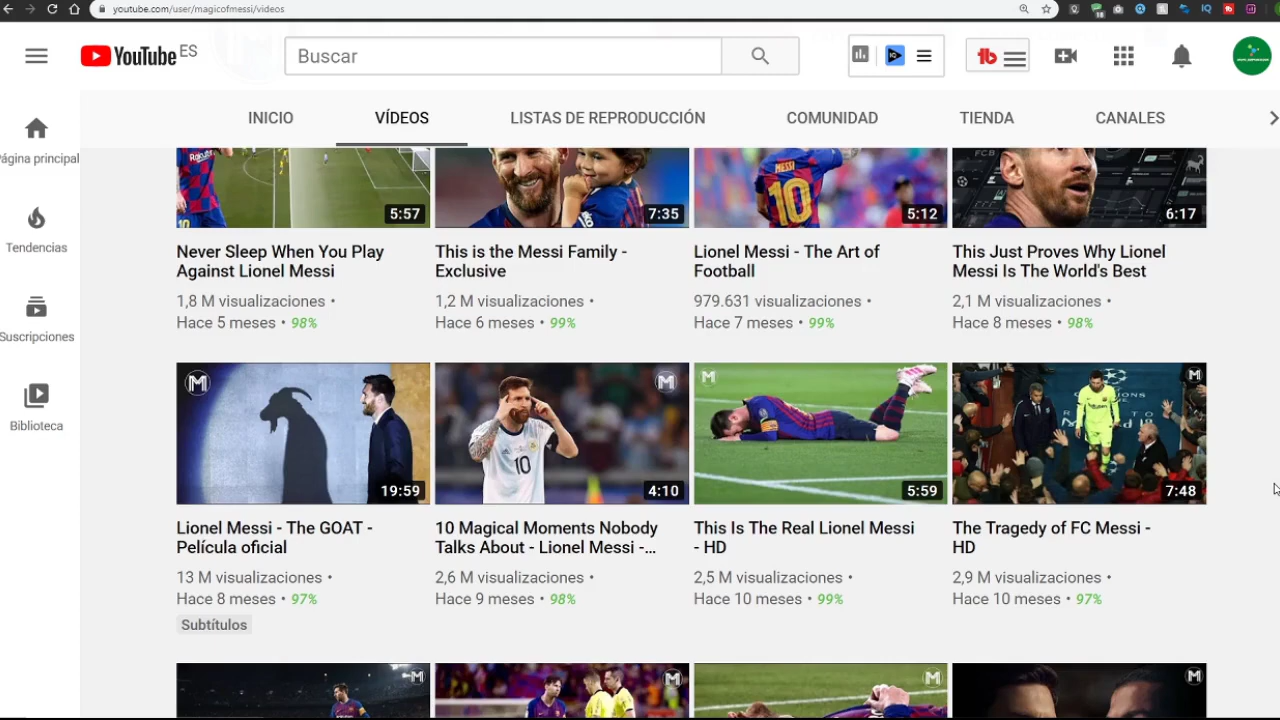 youtube.com/user/magicofmessi/videos
YouTube ES
Buscar
INICIO
VÍDEOS
LISTAS DE REPRODUCCIÓN
COMUNIDAD
TIENDA
CANALES
Página principal
Tendencias
Suscripciones
Biblioteca
5:57
7:35
MESSI
10
5:12
FCB
6:17
Never Sleep When You Play
Against Lionel Messi
1,8 M visualizaciones •
Hace 5 meses • 98%
This is the Messi Family -
Exclusive
1,2 M visualizaciones •
Hace 6 meses • 99%
Lionel Messi - The Art of
Football
979.631 visualizaciones •
Hace 7 meses • 99%
This Just Proves Why Lionel
Messi Is The World's Best
2,1 M visualizaciones •
Hace 8 meses • 98%
M
19:59
M
10
4:10
M
5:59
M
7:48
Lionel Messi - The GOAT -
Película oficial
13 M visualizaciones •
Hace 8 meses • 97%
Subtítulos
10 Magical Moments Nobody
Talks About - Lionel Messi -...
2,6 M visualizaciones •
Hace 9 meses • 98%
This Is The Real Lionel Messi
- HD
2,5 M visualizaciones •
Hace 10 meses • 99%
The Tragedy of FC Messi -
HD
2,9 M visualizaciones •
Hace 10 meses • 97%
M
M
M
M